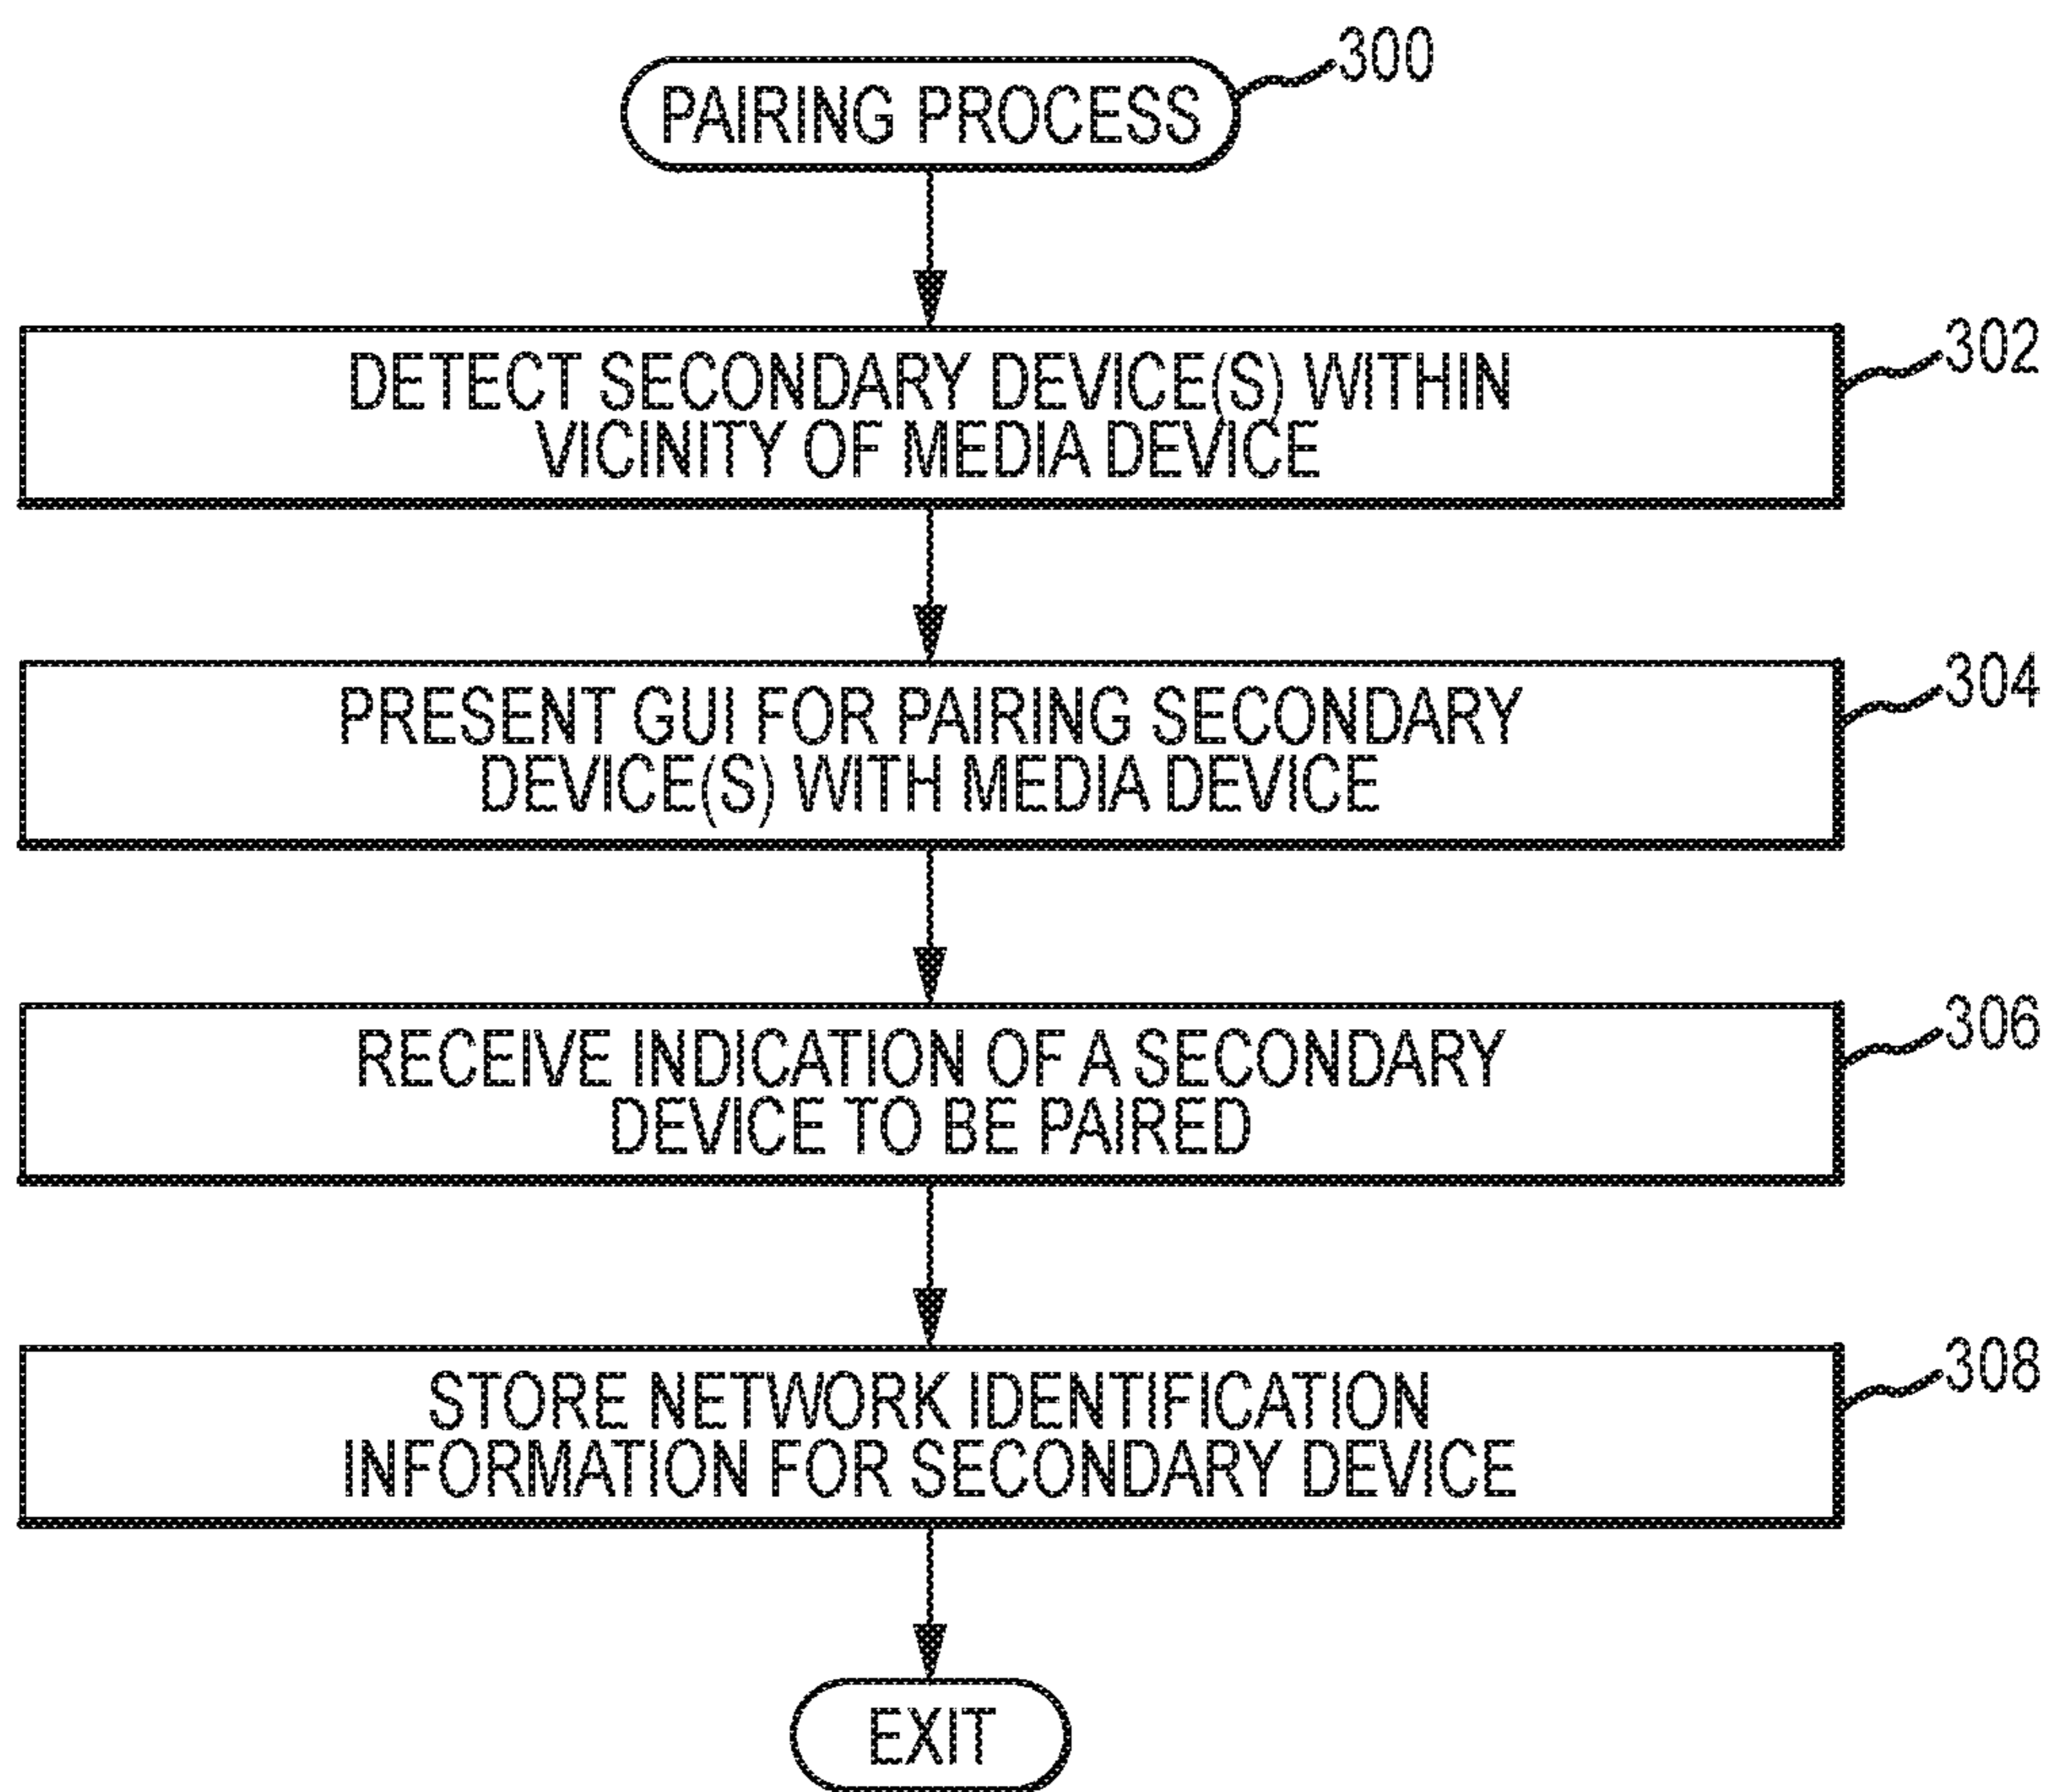 PAIRING PROCESS
300
DETECT SECONDARY DEVICE(S) WITHIN
VICINITY OF MEDIA DEVICE
302
PRESENT GUI FOR PAIRING SECONDARY
DEVICE(S) WITH MEDIA DEVICE
304
RECEIVE INDICATION OF A SECONDARY
DEVICE TO BE PAIRED
306
STORE NETWORK IDENTIFICATION
INFORMATION FOR SECONDARY DEVICE
308
EXIT